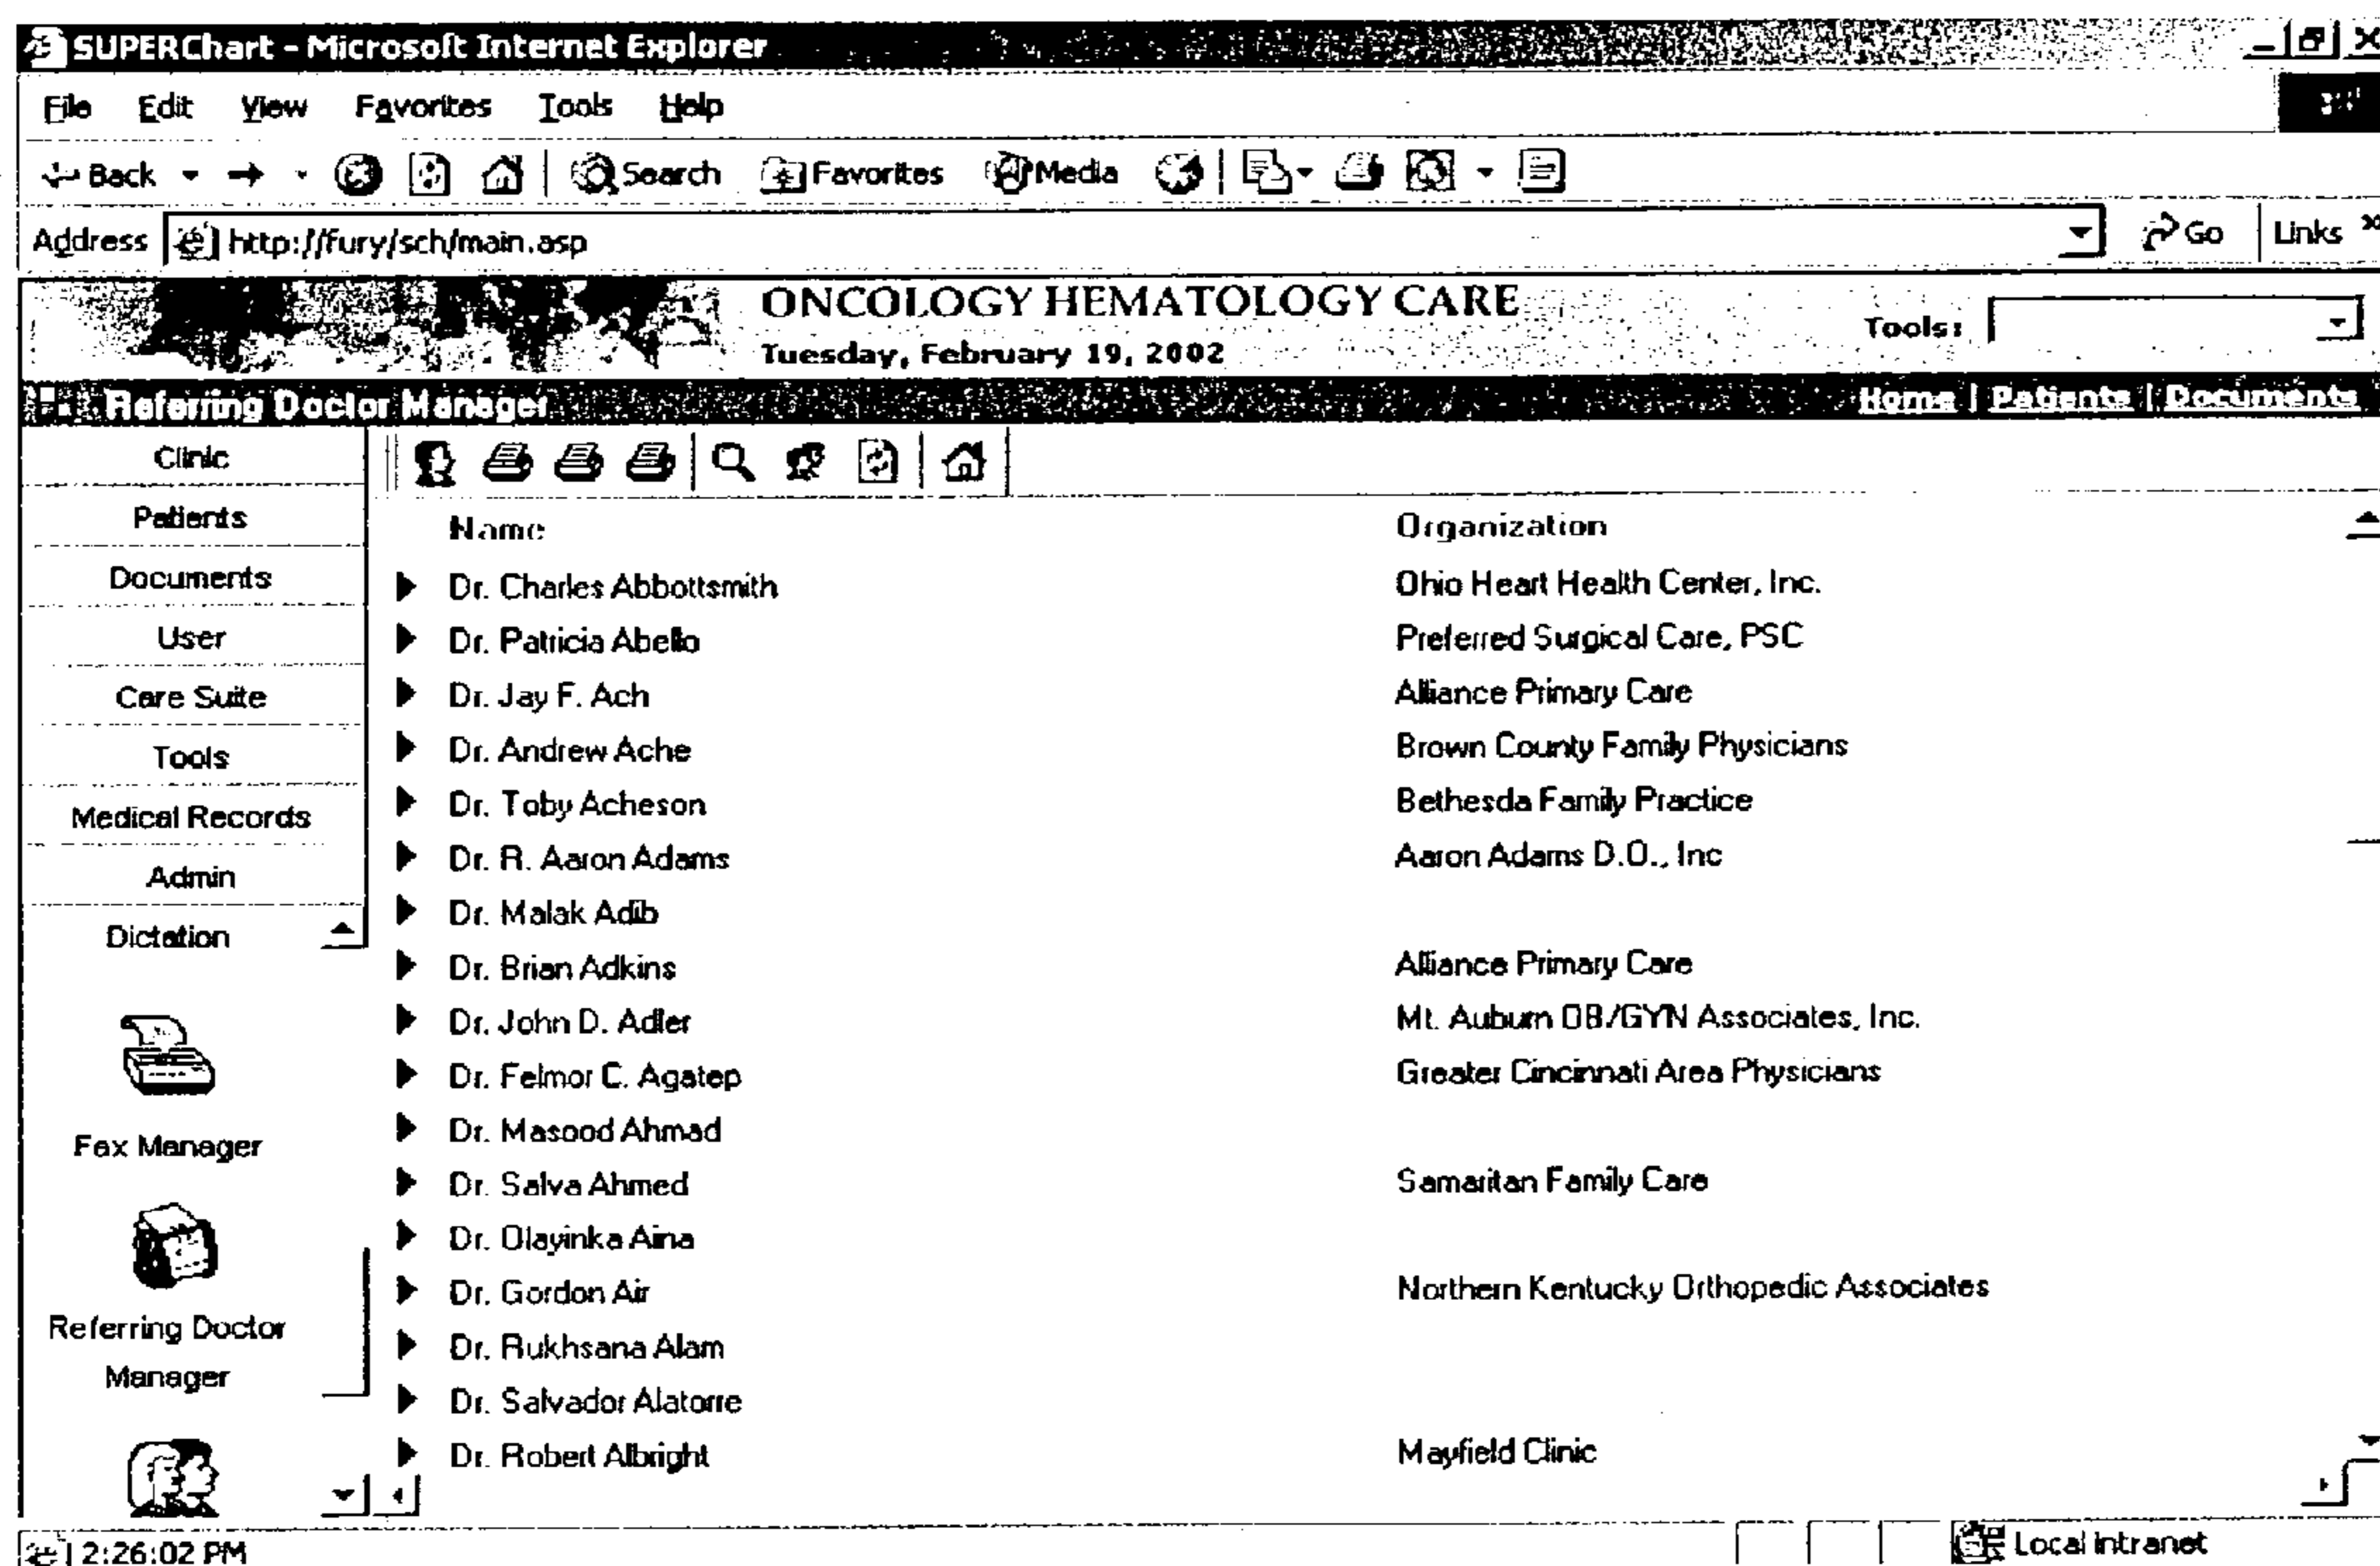 SUPERChart - Microsoft Internet Explorer
File Edit View Favorites Tools Help
Back Search Favorites Media
Address http://fury/sch/main.asp Go Links »
ONCOLOGY HEMATOLOGY CARE
Tuesday, February 19, 2002
Tools:
Referring Doctor Manager Home | Patients | Documents
Clinic
Patients
Documents
User
Care Suite
Tools
Medical Records
Admin
Dictation
Fax Manager
Referring Doctor
Manager
Name Organization
Dr. Charles Abbottsmith Ohio Heart Health Center, Inc.
Dr. Patricia Abello Preferred Surgical Care, PSC
Dr. Jay F. Ach Alliance Primary Care
Dr. Andrew Ache Brown County Family Physicians
Dr. Toby Acheson Bethesda Family Practice
Dr. R. Aaron Adams Aaron Adams D.O., Inc
Dr. Malak Adib
Dr. Brian Adkins Alliance Primary Care
Dr. John D. Adler Mt. Auburn OB/GYN Associates, Inc.
Dr. Felmor C. Agatep Greater Cincinnati Area Physicians
Dr. Masood Ahmad
Dr. Salva Ahmed Samaritan Family Care
Dr. Olayinka Aina
Dr. Gordon Air Northern Kentucky Orthopedic Associates
Dr. Rukhsana Alam
Dr. Salvador Alatorre
Dr. Robert Albright Mayfield Clinic
2:26:02 PM Local intranet